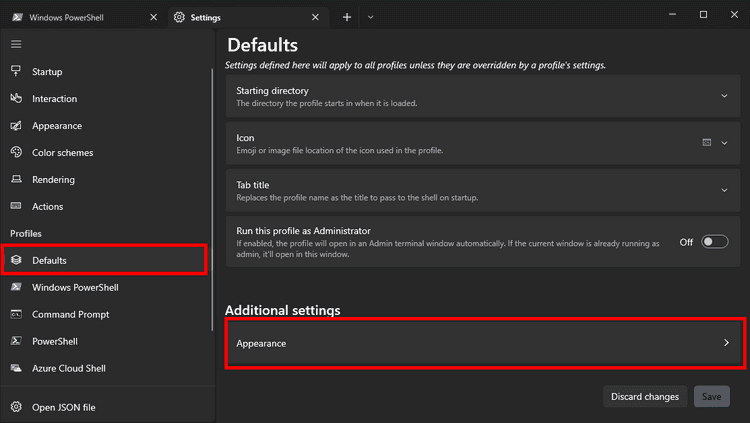 Windows PowerShell
Settings
Startup
Interaction
Appearance
Color schemes
Rendering
Actions
Profiles
Defaults
Windows PowerShell
Command Prompt
PowerShell
Azure Cloud Shell
Open JSON file
Defaults
Settings defined here will apply to all profiles unless they are overridden by a profile's settings.
Starting directory
The directory the profile starts in when it is loaded.
Icon
Emoji or image file location of the icon used in the profile.
Tab title
Replaces the profile name as the title to pass to the shell on startup.
Run this profile as Administrator
If enabled, the profile will open in an Admin terminal window automatically. If the current window is already running as
admin, it'll open in this window.
Off
Additional settings
Appearance
Discard changes
Save